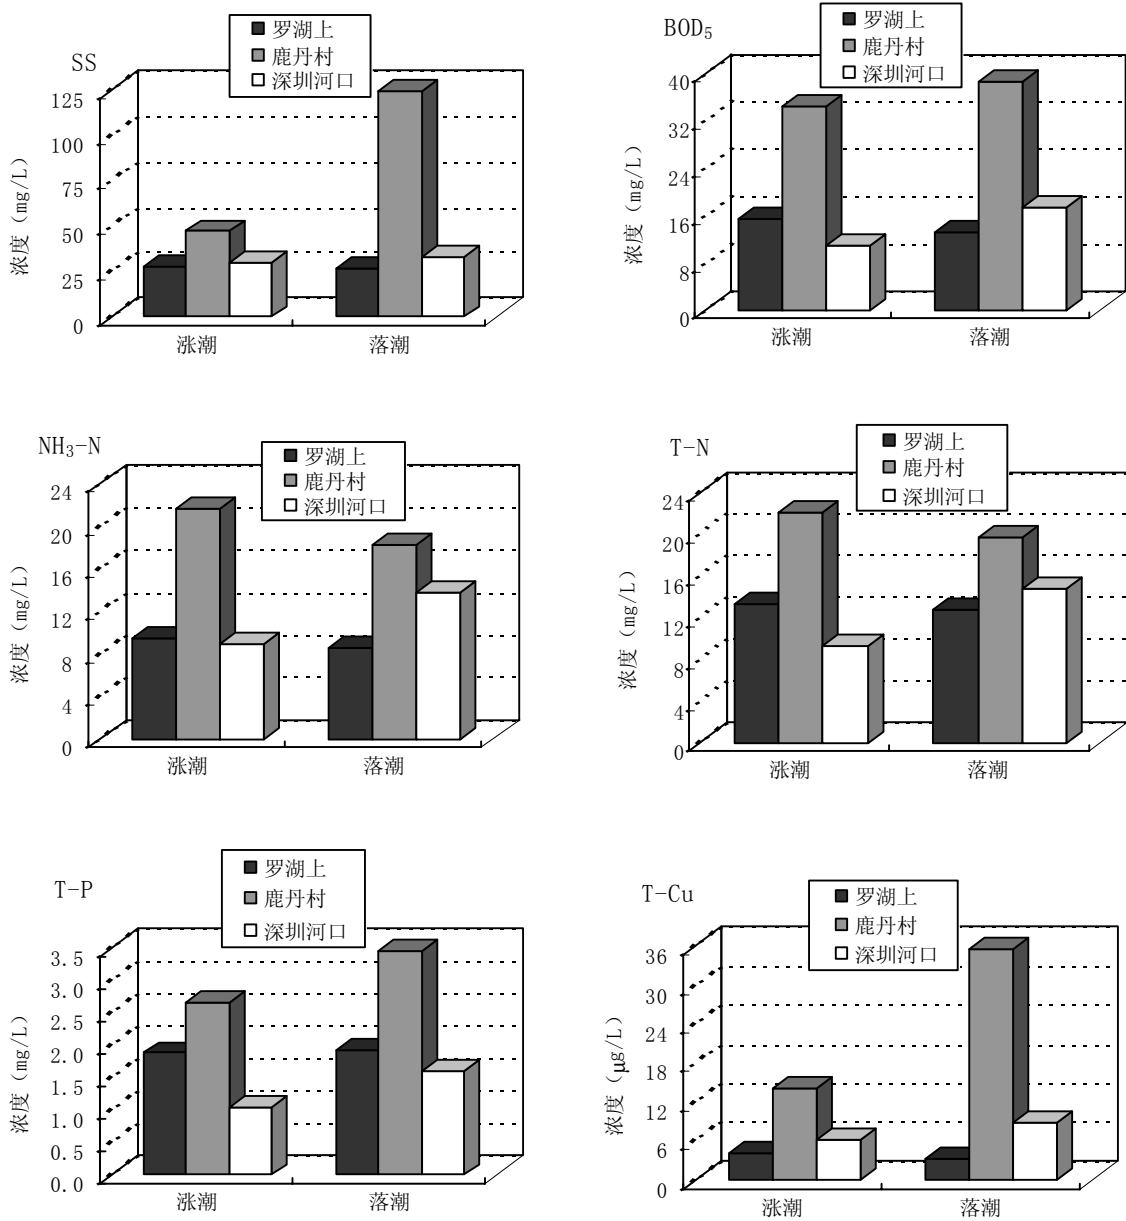 SS
罗湖上
鹿丹村
深圳河口
浓度（mg/L）
125
100
75
50
25
0
涨潮 落潮
BOD₅
罗湖上
鹿丹村
深圳河口
浓度（mg/L）
40
32
24
16
8
0
涨潮 落潮
NH₃-N
罗湖上
鹿丹村
深圳河口
浓度（mg/L）
24
20
16
12
8
4
0
涨潮 落潮
T-N
罗湖上
鹿丹村
深圳河口
浓度（mg/L）
24
20
16
12
8
4
0
涨潮 落潮
T-P
罗湖上
鹿丹村
深圳河口
浓度（mg/L）
3.5
3.0
2.5
2.0
1.5
1.0
0.5
0.0
涨潮 落潮
T-Cu
罗湖上
鹿丹村
深圳河口
浓度（μg/L）
36
30
24
18
12
6
0
涨潮 落潮